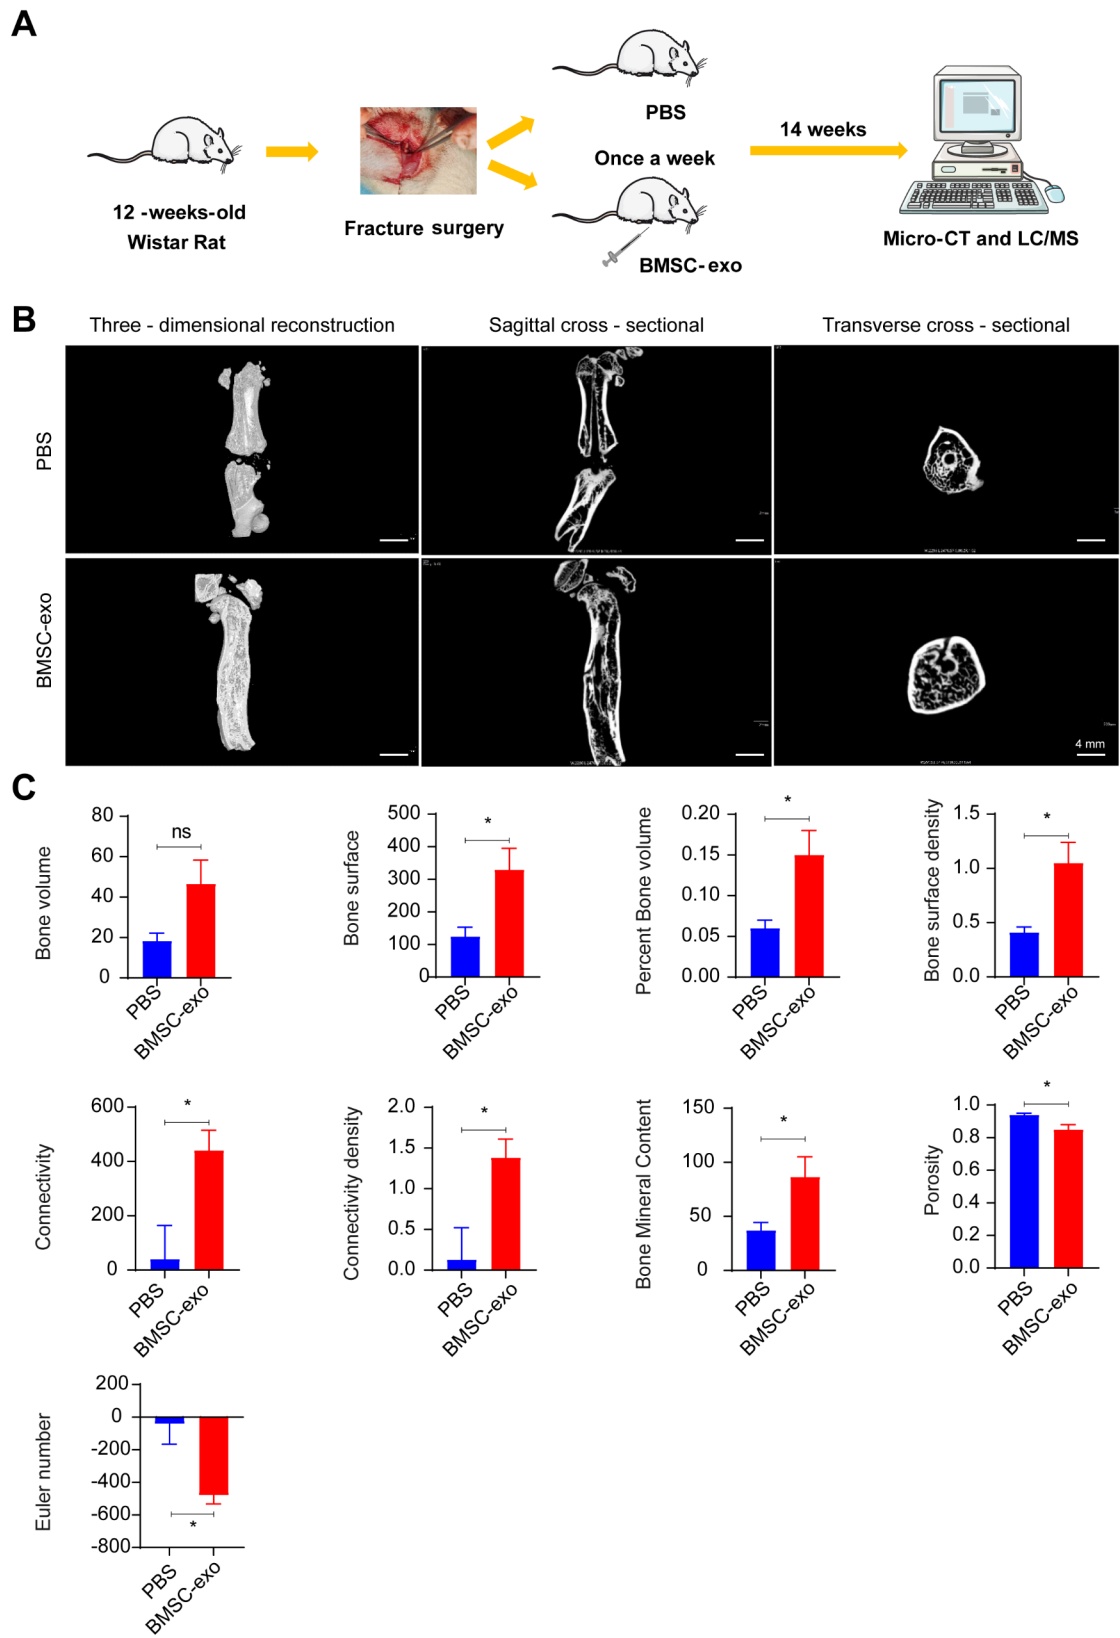 A
PBS
14 weeks
Once a week
12 -weeks-old
Wistar Rat
Fracture surgery
BMSC-exo
Micro-CT and LC/MS
B
Three - dimensional reconstruction
Sagittal cross - sectional
Transverse cross - sectional
PBS
BMSC-exo
4 mm
C
Bone volume
80
60
40
20
0
ns
PBS
BMSC-exo
Bone surface
500
400
300
200
100
0
*
PBS
BMSC-exo
Percent Bone volume
0.20
0.15
0.10
0.05
0.00
*
PBS
BMSC-exo
Bone surface density
1.5
1.0
0.5
0.0
*
PBS
BMSC-exo
Connectivity
600
400
200
0
*
PBS
BMSC-exo
Connectivity density
2.0
1.5
1.0
0.5
0.0
*
PBS
BMSC-exo
Bone Mineral Content
150
100
50
0
*
PBS
BMSC-exo
Porosity
1.0
0.8
0.6
0.4
0.2
0.0
*
PBS
BMSC-exo
Euler number
200
0
-200
-400
-600
-800
*
PBS
BMSC-exo